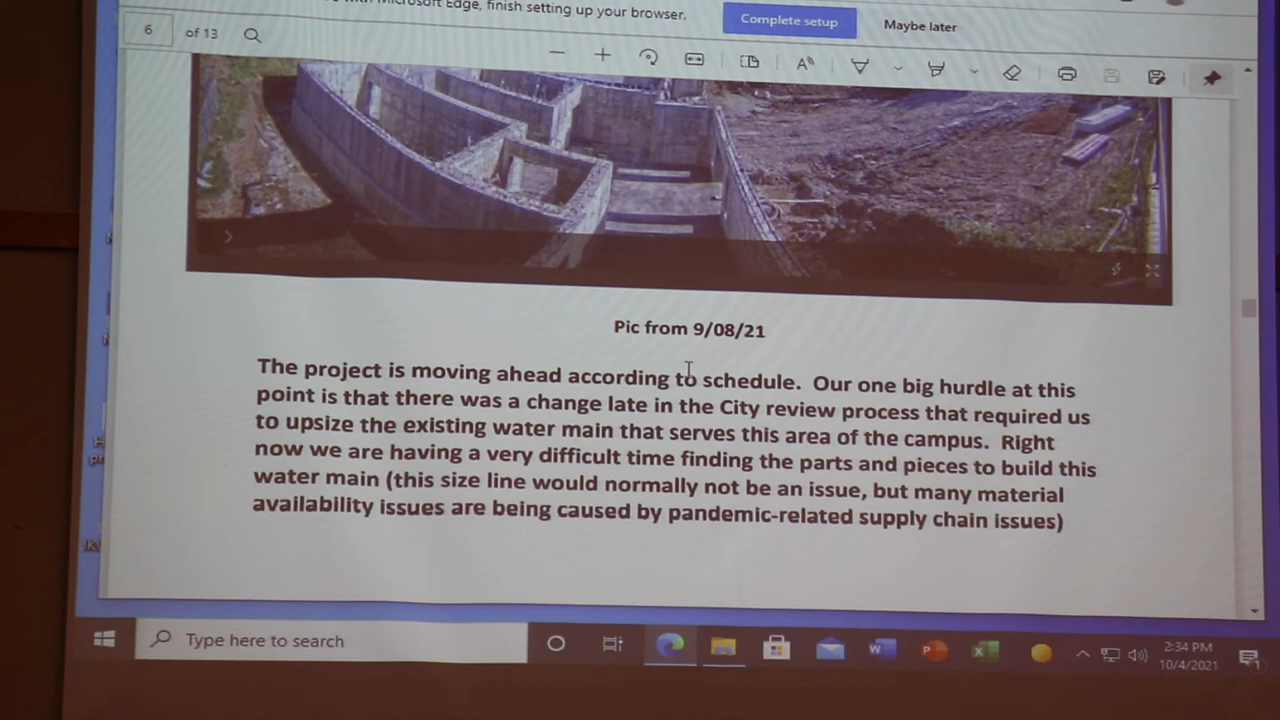 Microsoft Edge, finish setting up your browser.
Complete setup
Maybe later
6 of 13
Pic from 9/08/21
The project is moving ahead according to schedule. Our one big hurdle at this
point is that there was a change late in the City review process that required us
to upsize the existing water main that serves this area of the campus. Right
now we are having a very difficult time finding the parts and pieces to build this
water main (this size line would normally not be an issue, but many material
availability issues are being caused by pandemic-related supply chain issues)
Type here to search
2:34 PM
10/4/2021